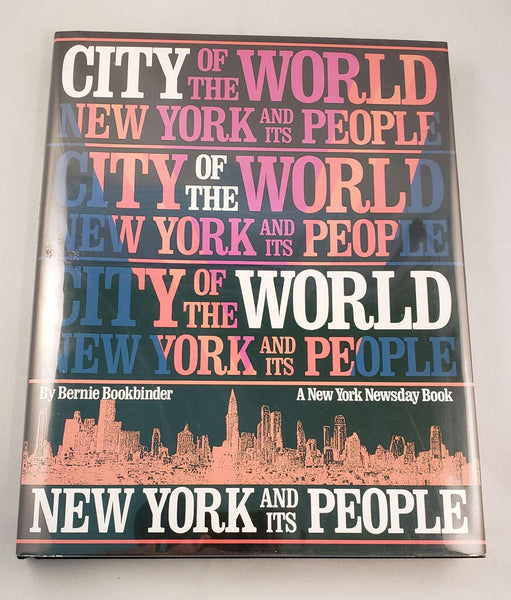 CITY OF THE WORLD
NEW YORK AND ITS PEOPLE
CITY OF THE WORLD
NEW YORK AND ITS PEOPLE
CITY OF THE WORLD
NEW YORK AND ITS PEOPLE
By Bernie Bookbinder A New York Newsday Book
NEW YORK AND ITS PEOPLE